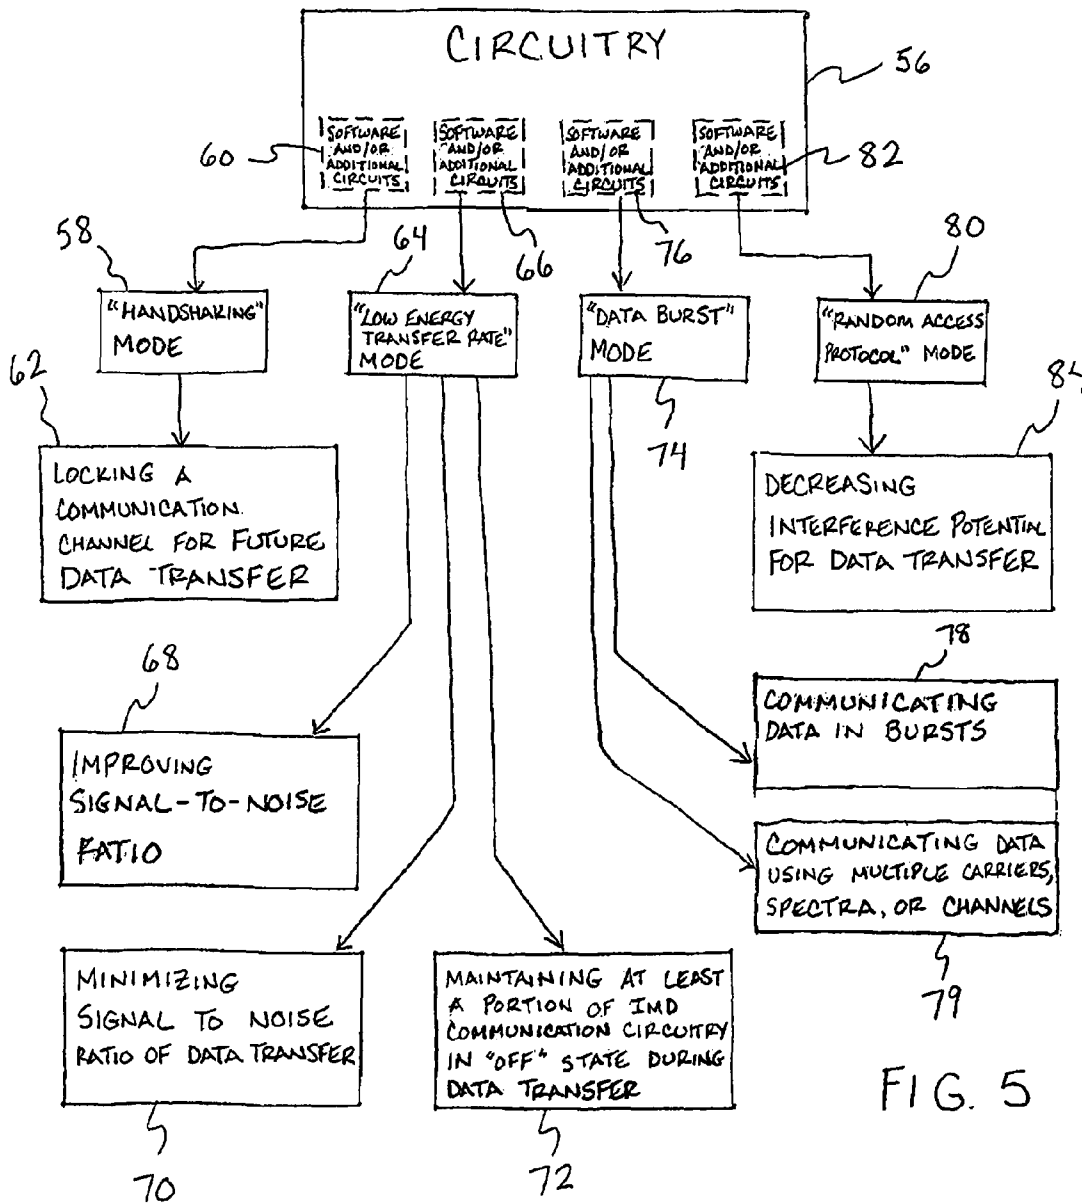 CIRCUITRY
56
SOFTWARE
AND/OR
ADDITIONAL
CIRCUITS
60
SOFTWARE
AND/OR
ADDITIONAL
CIRCUITS
66
SOFTWARE
AND/OR
ADDITIONAL
CIRCUITS
76
SOFTWARE
AND/OR
ADDITIONAL
CIRCUITS
82
58
"HANDSHAKING"
MODE
64
"LOW ENERGY
TRANSFER RATE"
MODE
"DATA BURST"
MODE
74
80
"RANDOM ACCESS
PROTOCOL" MODE
62
LOCKING A
COMMUNICATION
CHANNEL FOR FUTURE
DATA TRANSFER
84
DECREASING
INTERFERENCE POTENTIAL
FOR DATA TRANSFER
68
IMPROVING
SIGNAL-TO-NOISE
RATIO
78
COMMUNICATING
DATA IN BURSTS
COMMUNICATING DATA
USING MULTIPLE CARRIERS,
SPECTRA, OR CHANNELS
79
MINIMIZING
SIGNAL TO NOISE
RATIO OF DATA TRANSFER
70
MAINTAINING AT LEAST
A PORTION OF IMD
COMMUNICATION CIRCUITRY
IN "OFF" STATE DURING
DATA TRANSFER
72
FIG. 5